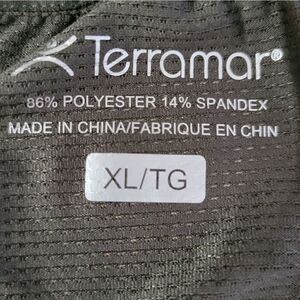 Terramar®
86% POLYESTER 14% SPANDEX
MADE IN CHINA/FABRIQUE EN CHIN
XL/TG